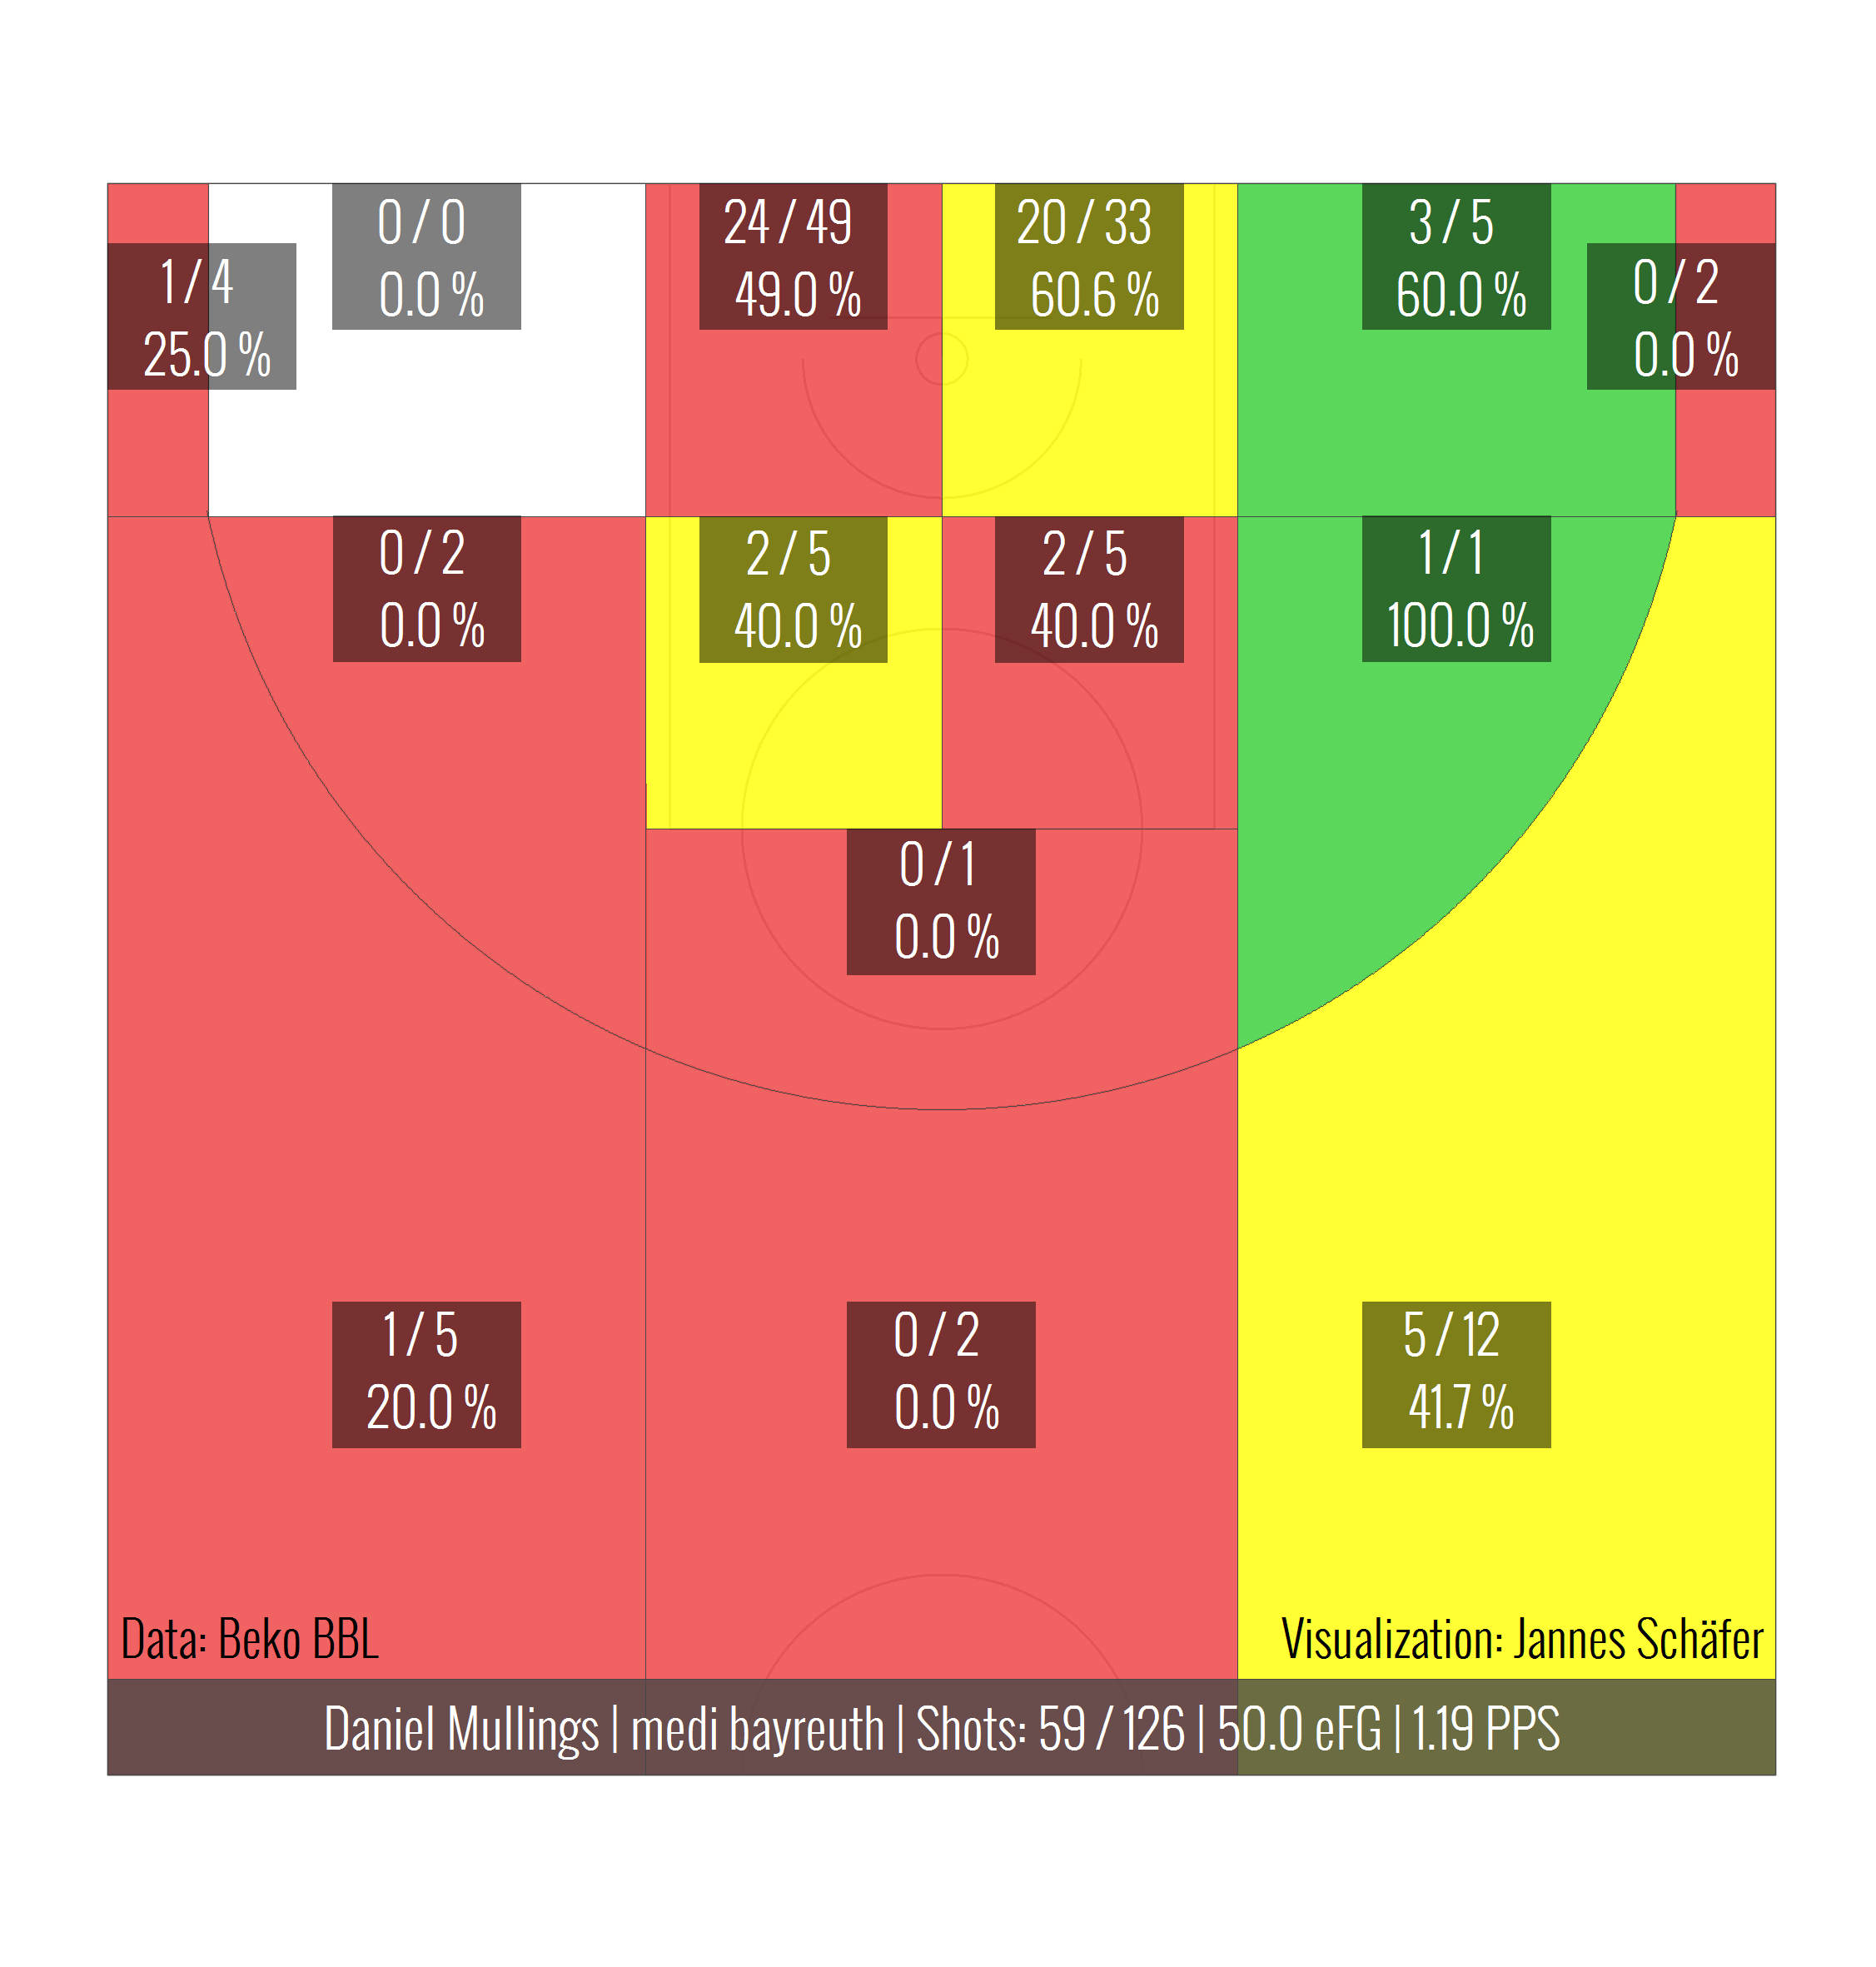 0 / 0
0.0 %
24 / 49
49.0 %
20 / 33
60.6 %
3 / 5
60.0 %
1 / 4
25.0 %
0 / 2
0.0 %
0 / 2
0.0 %
2 / 5
40.0 %
2 / 5
40.0 %
1 / 1
100.0 %
0 / 1
0.0 %
1 / 5
20.0 %
0 / 2
0.0 %
5 / 12
41.7 %
Data: Beko BBL
Visualization: Jannes Schäfer
Daniel Mullings | medi bayreuth | Shots: 59 / 126 | 50.0 eFG | 1.19 PPS